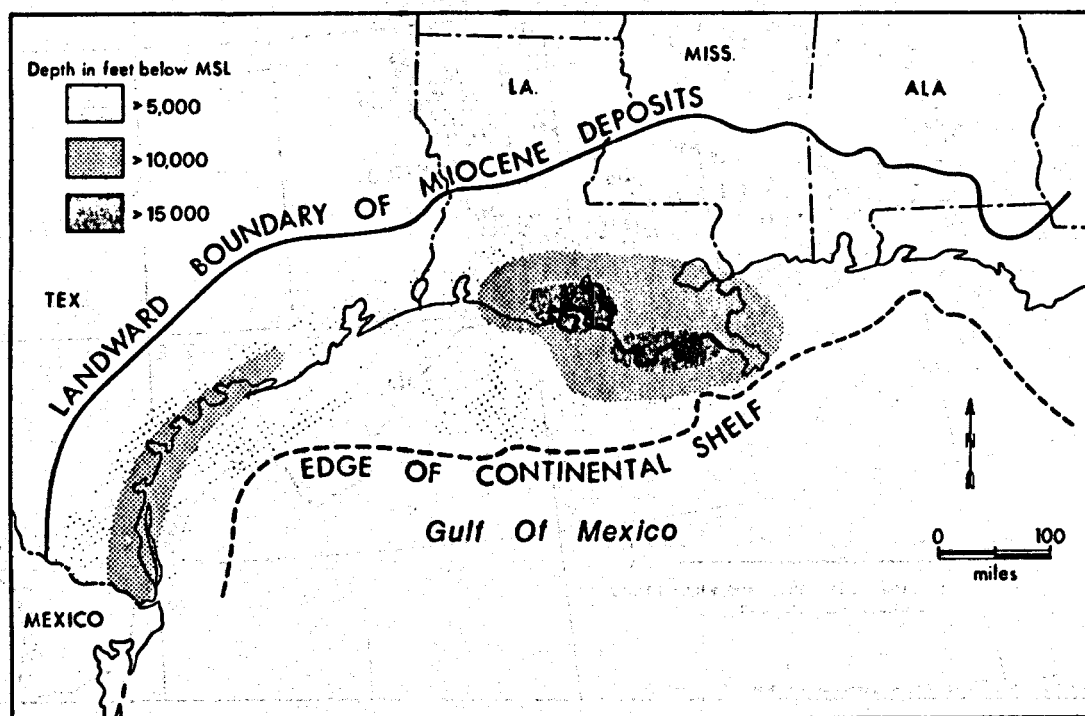 Depth in feet below MSL
>5,000
>10,000
>15 000
LA.
MISS.
ALA
LANDWARD BOUNDARY OF MIOCENE DEPOSITS
TEX
EDGE OF CONTINENTAL SHELF
Gulf Of Mexico
N
0 100
miles
MEXICO